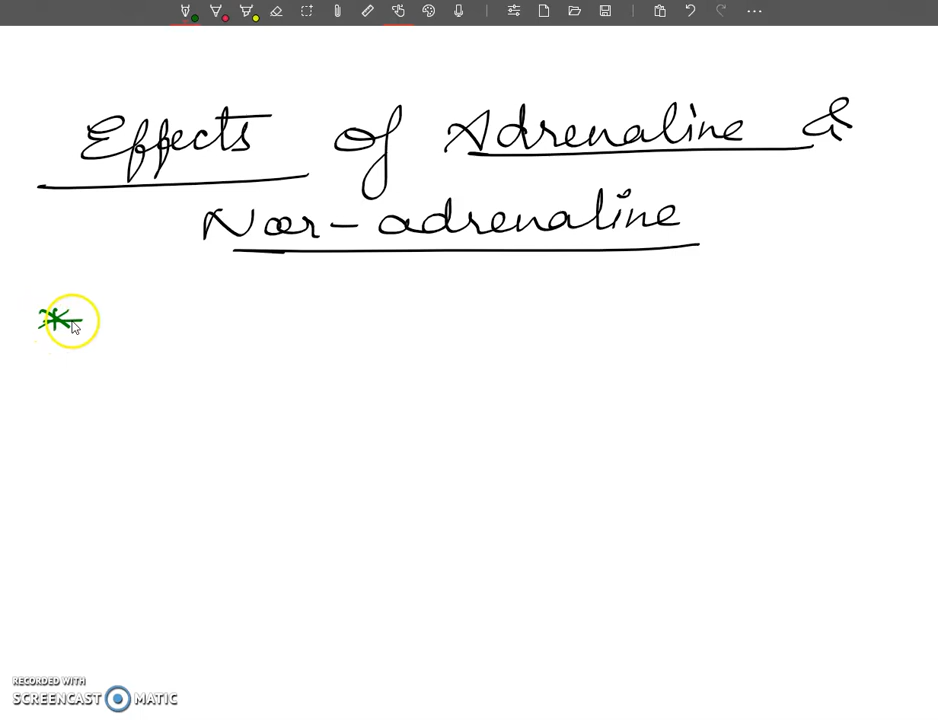 Effects of Adrenaline &
Nor-adrenaline
*
RECORDED WITH
SCREENCAST MATIC